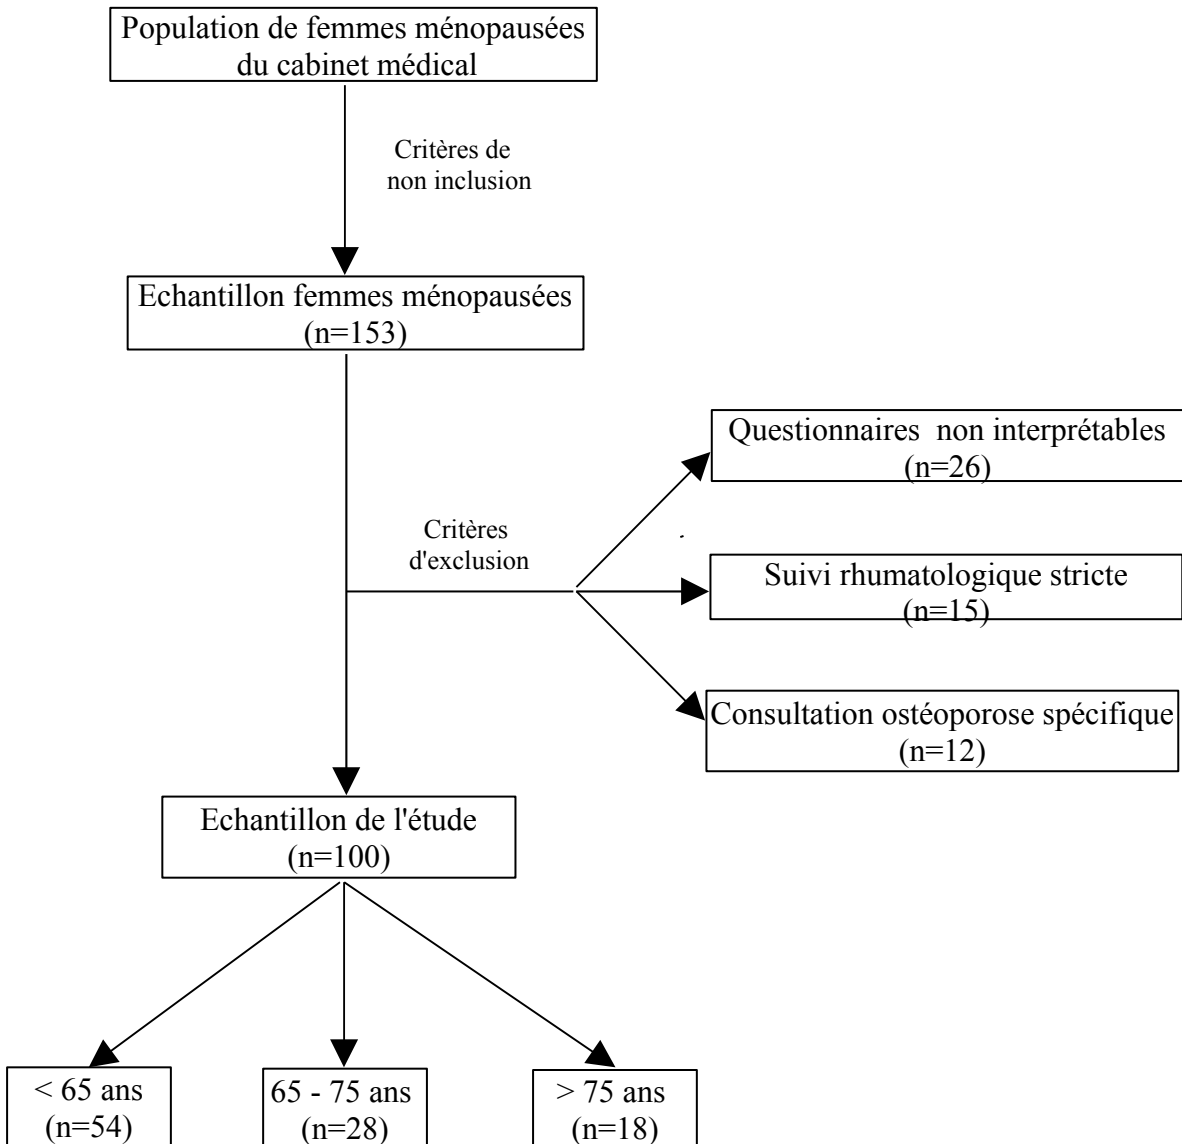 Population de femmes ménopausées
du cabinet médical
Critères de
non inclusion
Echantillon femmes ménopausées
(n=153)
Questionnaires  non interprétables
(n=26)
Critères
d'exclusion
Suivi rhumatologique stricte
(n=15)
Consultation ostéoporose spécifique
(n=12)
Echantillon de l'étude
(n=100)
< 65 ans
(n=54)
65 - 75 ans
(n=28)
> 75 ans
(n=18)